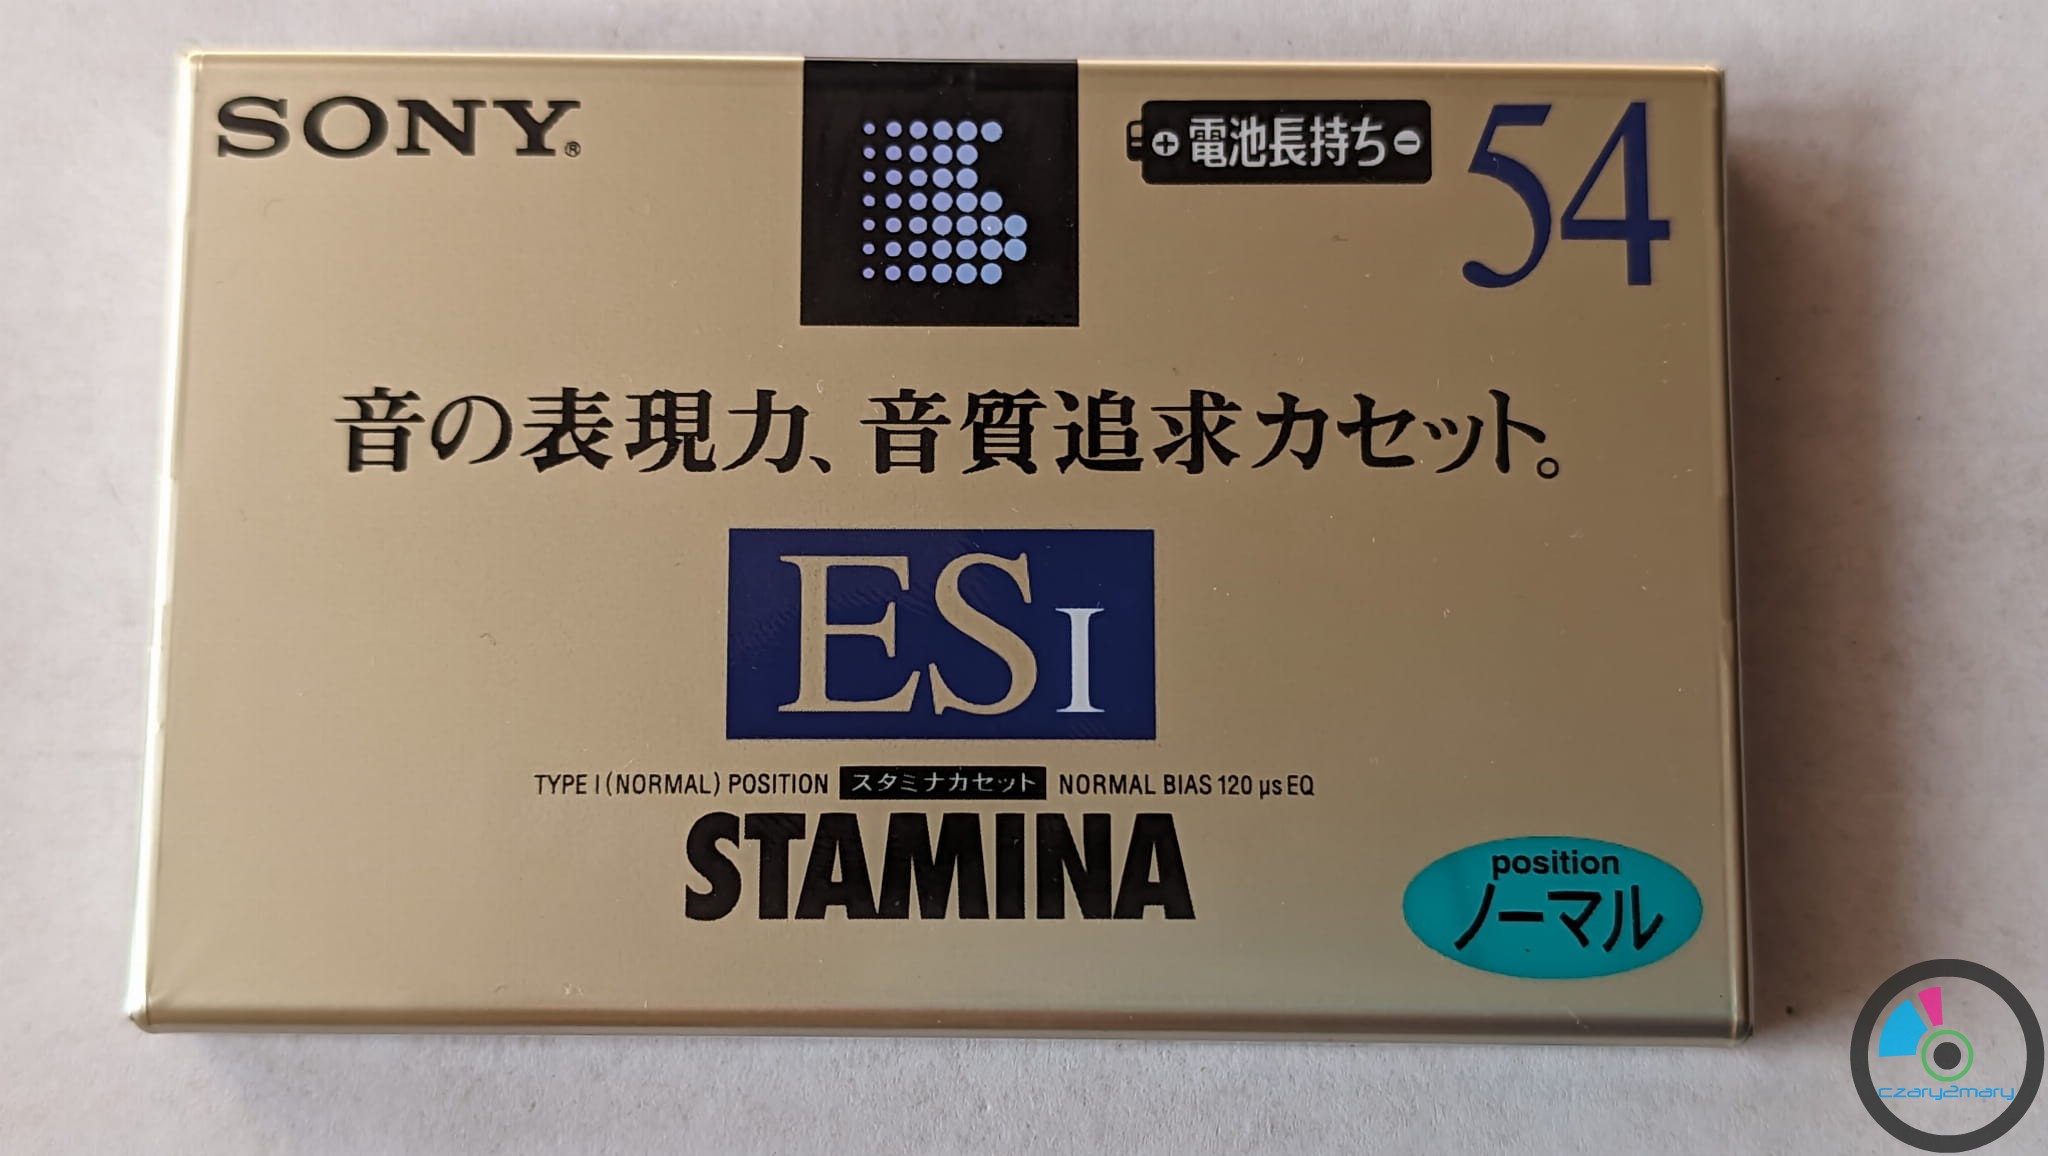 SONY®
+電池長持ち−
54
音の表現力、音質追求カセット。
ES I
TYPE I (NORMAL) POSITION スタミナカセット NORMAL BIAS 120 μs EQ
STAMINA
position
ノーマル
czary2mary